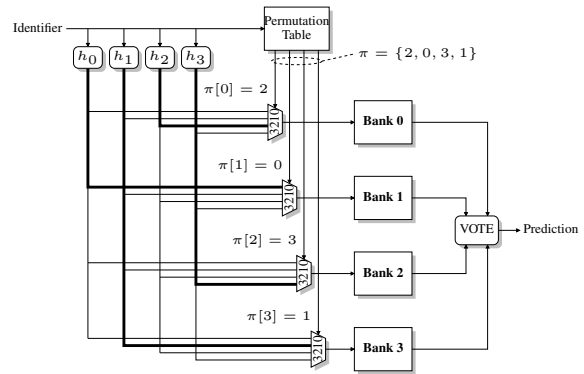 Identifier
Permutation
Table
h0 h1 h2 h3
π = {2, 0, 3, 1}
π[0] = 2
3210
Bank 0
π[1] = 0
3210
Bank 1
VOTE
Prediction
π[2] = 3
3210
Bank 2
π[3] = 1
3210
Bank 3